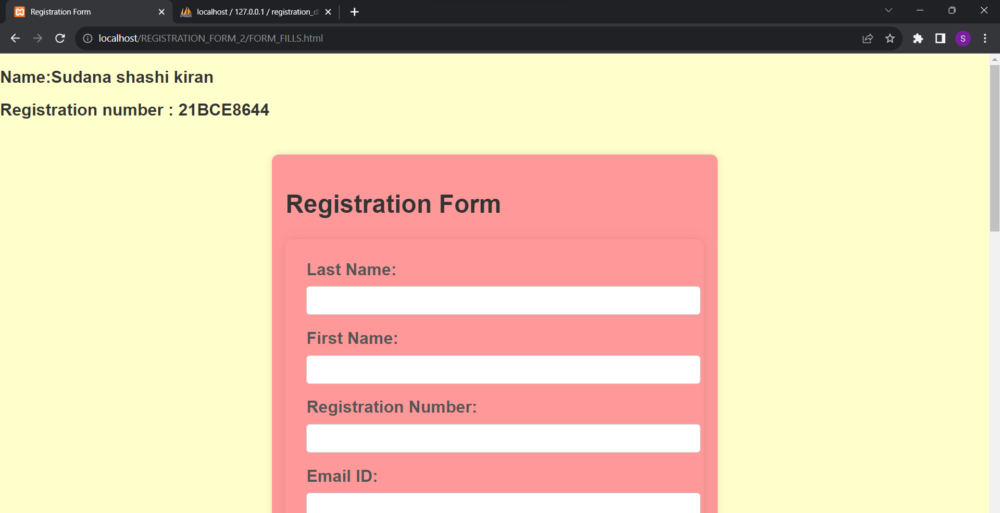 Registration Form
localhost / 127.0.0.1 / registration_d
localhost/REGISTRATION_FORM_2/FORM_FILLS.html
S
Name:Sudana shashi kiran
Registration number : 21BCE8644
Registration Form
Last Name:
First Name:
Registration Number:
Email ID: